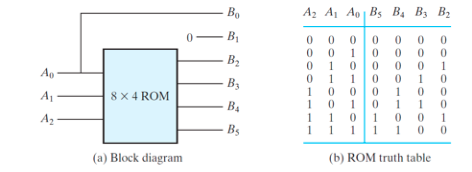 B₀
0 B₁
B₂
A₀ B₃
A₁ 8 × 4 ROM B₄
A₂ B₅
(a) Block diagram
A₂ A₁ A₀ B₅ B₄ B₃ B₂
0 0 0 0 0 0 0
0 0 1 0 0 0 0
0 1 0 0 0 0 1
0 1 1 0 0 1 0
1 0 0 0 1 0 0
1 0 1 0 1 1 0
1 1 0 1 0 0 1
1 1 1 1 1 0 0
(b) ROM truth table